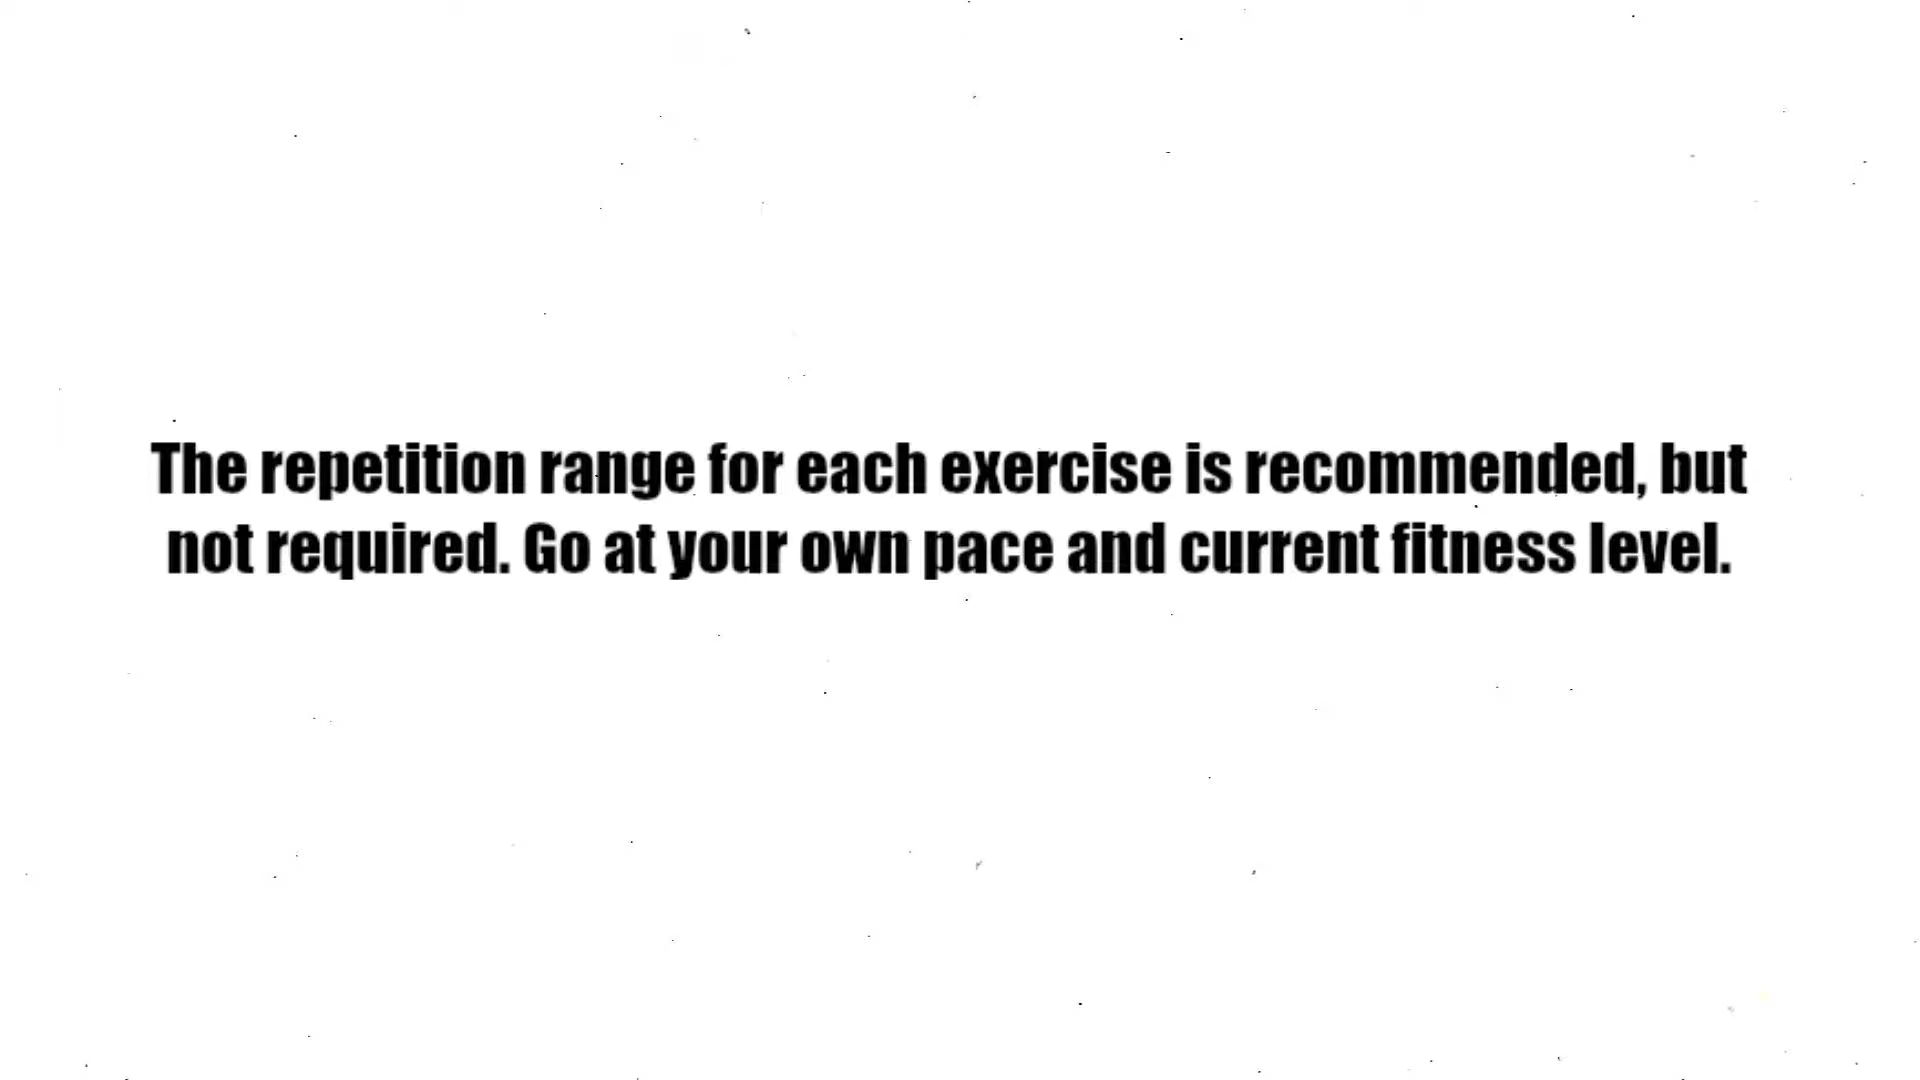 The repetition range for each exercise is recommended, but
not required. Go at your own pace and current fitness level.